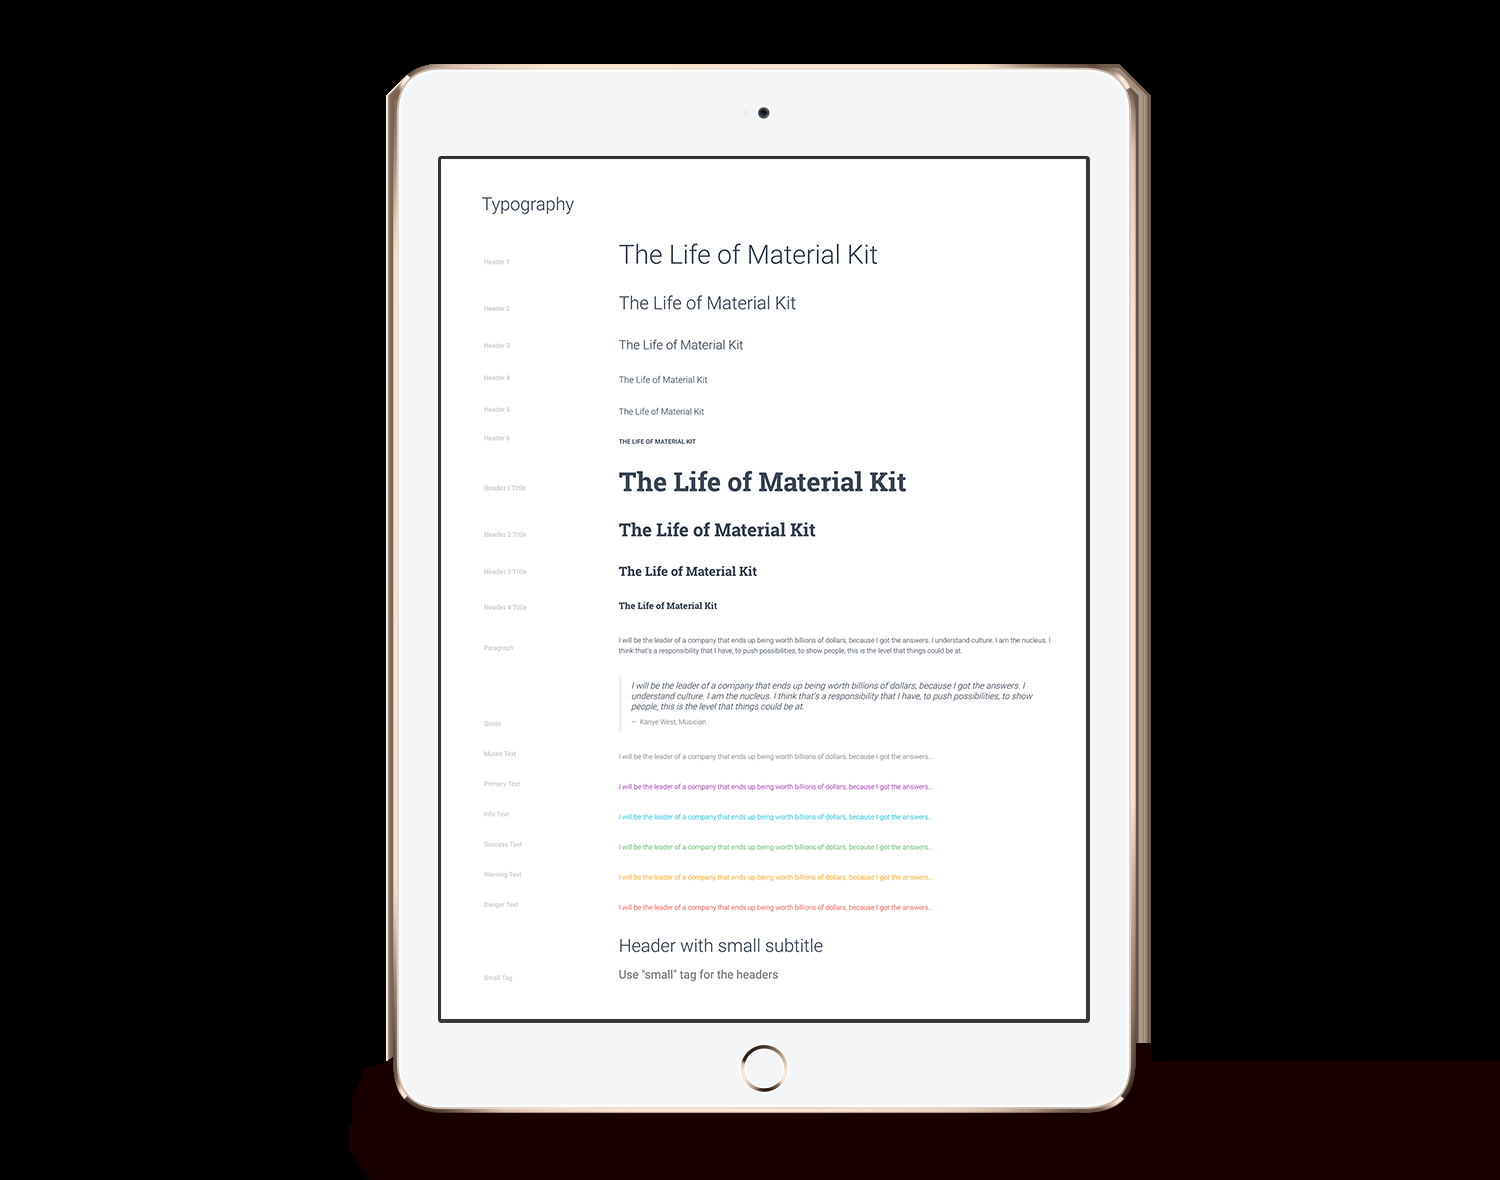 Typography
Header 1
The Life of Material Kit
Header 2
The Life of Material Kit
Header 3
The Life of Material Kit
Header 4
The Life of Material Kit
Header 5
The Life of Material Kit
Header 6
THE LIFE OF MATERIAL KIT
Header 1 Title
The Life of Material Kit
Header 2 Title
The Life of Material Kit
Header 3 Title
The Life of Material Kit
Header 4 Title
The Life of Material Kit
Paragraph
I will be the leader of a company that ends up being worth billions of dollars, because I got the answers. I understand culture. I am the nucleus. I
think that's a responsibility that I have, to push possibilities, to show people, this is the level that things could be at.
Quote
I will be the leader of a company that ends up being worth billions of dollars, because I got the answers. I
understand culture. I am the nucleus. I think that's a responsibility that I have, to push possibilities, to show
people, this is the level that things could be at.
— Kanye West, Musician
Muted Text
I will be the leader of a company that ends up being worth billions of dollars, because I got the answers...
Primary Text
I will be the leader of a company that ends up being worth billions of dollars, because I got the answers...
Info Text
I will be the leader of a company that ends up being worth billions of dollars, because I got the answers...
Success Text
I will be the leader of a company that ends up being worth billions of dollars, because I got the answers...
Warning Text
I will be the leader of a company that ends up being worth billions of dollars, because I got the answers...
Danger Text
I will be the leader of a company that ends up being worth billions of dollars, because I got the answers...
Small Tag
Header with small subtitle
Use "small" tag for the headers